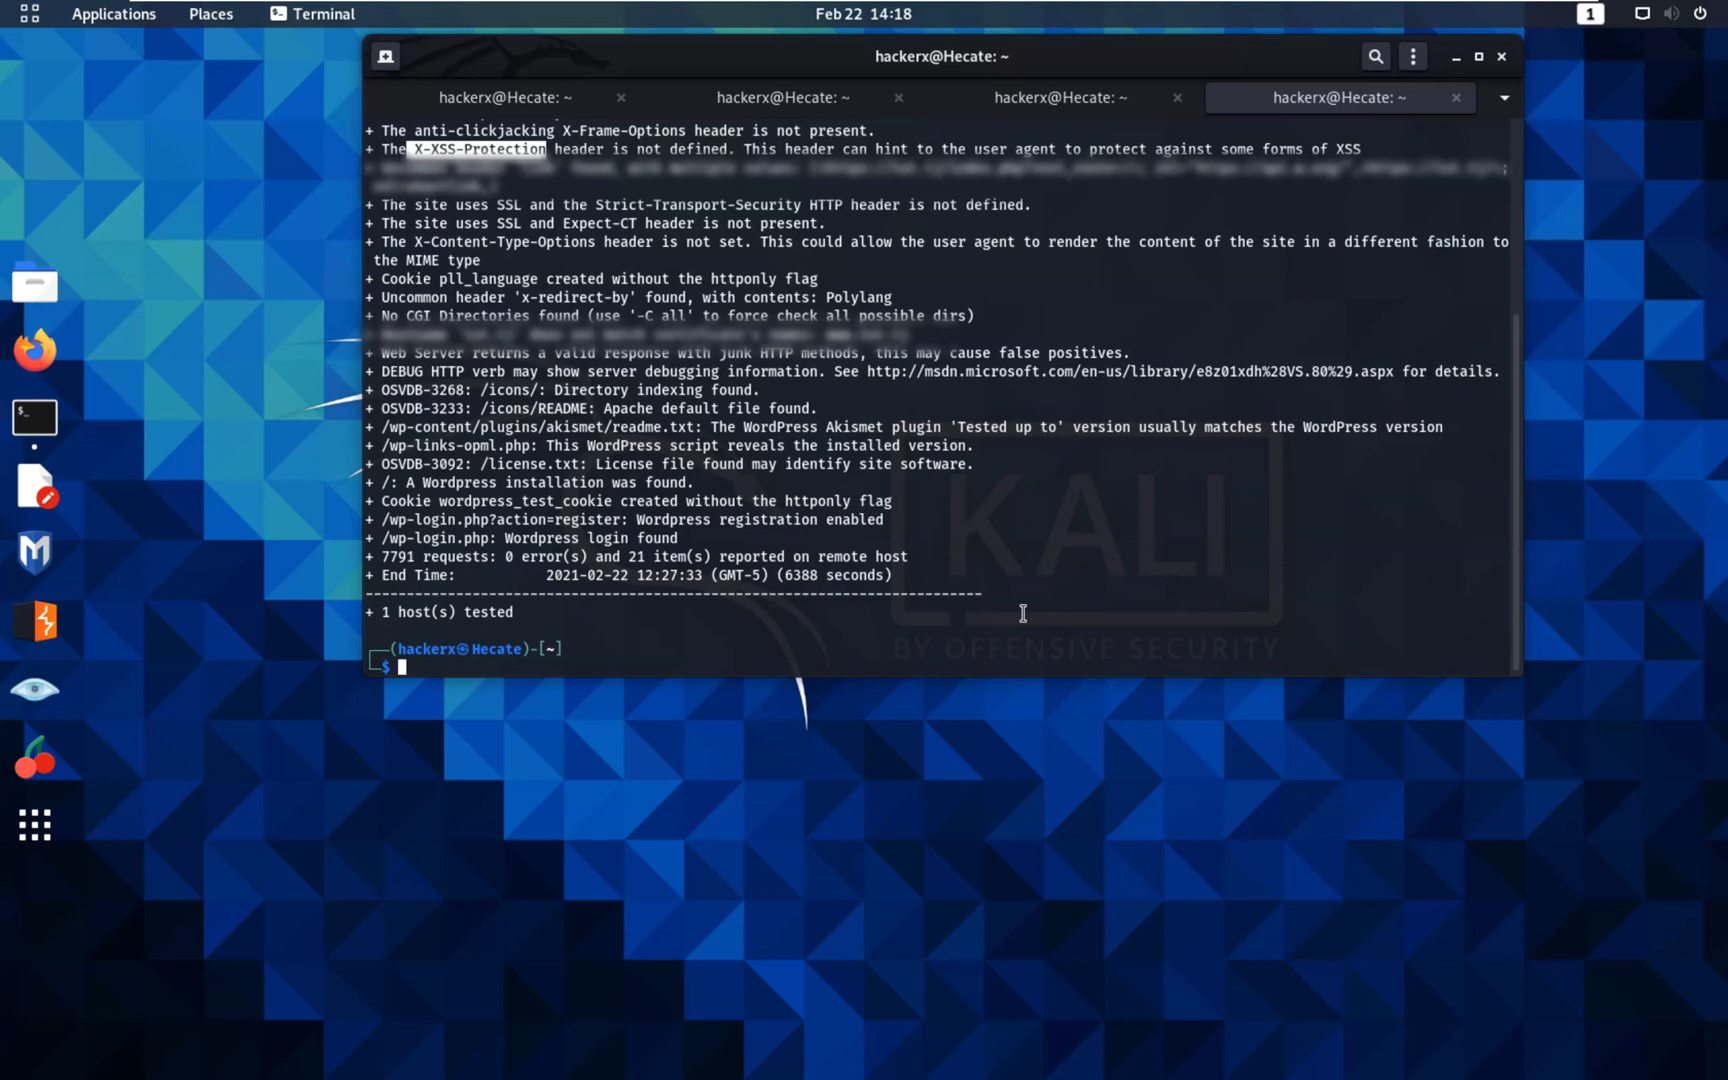 Applications Places Terminal Feb 22 14:18 1
hackerx@Hecate: ~
hackerx@Hecate: ~ hackerx@Hecate: ~ hackerx@Hecate: ~ hackerx@Hecate: ~
+ The anti-clickjacking X-Frame-Options header is not present.
+ The X-XSS-Protection header is not defined. This header can hint to the user agent to protect against some forms of XSS
+ The site uses SSL and the Strict-Transport-Security HTTP header is not defined.
+ The site uses SSL and Expect-CT header is not present.
+ The X-Content-Type-Options header is not set. This could allow the user agent to render the content of the site in a different fashion to
the MIME type
+ Cookie pll_language created without the httponly flag
+ Uncommon header 'x-redirect-by' found, with contents: Polylang
+ No CGI Directories found (use '-C all' to force check all possible dirs)
+ Web Server returns a valid response with junk HTTP methods, this may cause false positives.
+ DEBUG HTTP verb may show server debugging information. See http://msdn.microsoft.com/en-us/library/e8z01xdh%28VS.80%29.aspx for details.
+ OSVDB-3268: /icons/: Directory indexing found.
+ OSVDB-3233: /icons/README: Apache default file found.
+ /wp-content/plugins/akismet/readme.txt: The WordPress Akismet plugin 'Tested up to' version usually matches the WordPress version
+ /wp-links-opml.php: This WordPress script reveals the installed version.
+ OSVDB-3092: /license.txt: License file found may identify site software.
+ /: A Wordpress installation was found.
+ Cookie wordpress_test_cookie created without the httponly flag
+ /wp-login.php?action=register: Wordpress registration enabled
+ /wp-login.php: Wordpress login found
+ 7791 requests: 0 error(s) and 21 item(s) reported on remote host
+ End Time: 2021-02-22 12:27:33 (GMT-5) (6388 seconds)
---------------------------------------------------------------------------
+ 1 host(s) tested
(hackerx㉿Hecate)-[~]
$
KALI
BY OFFENSIVE SECURITY